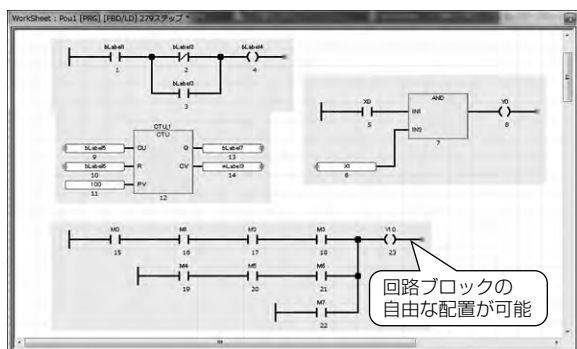 WorkSheet : Pou1 [PRG] [FBD/LD] 279ステップ *
bLabel1 bLabel2 bLabel4
1 2 4
bLabel3
3
X0 AND Y0
IN1
5 7 8
IN2
X1
6
CTU_1
CTU
bLabel5 CU Q bLabel7
9 13
bLabel6 R CV wLabel9
10 14
100 PV
11 12
M0 M1 M2 M3 Y10
15 16 17 18 23
M4 M5 M6
19 20 21
M7
22
回路ブロックの
自由な配置が可能